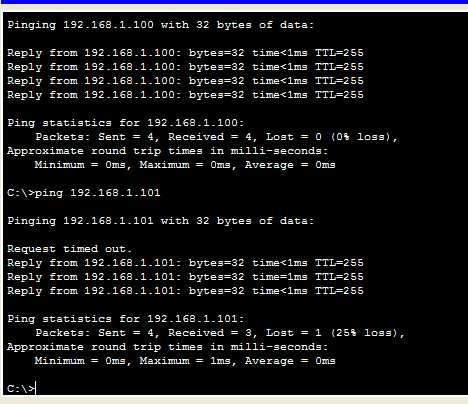 Pinging 192.168.1.100 with 32 bytes of data:
Reply from 192.168.1.100: bytes=32 time<1ms TTL=255
Reply from 192.168.1.100: bytes=32 time<1ms TTL=255
Reply from 192.168.1.100: bytes=32 time<1ms TTL=255
Reply from 192.168.1.100: bytes=32 time<1ms TTL=255
Ping statistics for 192.168.1.100:
Packets: Sent = 4, Received = 4, Lost = 0 (0% loss),
Approximate round trip times in milli-seconds:
Minimum = 0ms, Maximum = 0ms, Average = 0ms
C:\>ping 192.168.1.101
Pinging 192.168.1.101 with 32 bytes of data:
Request timed out.
Reply from 192.168.1.101: bytes=32 time<1ms TTL=255
Reply from 192.168.1.101: bytes=32 time=1ms TTL=255
Reply from 192.168.1.101: bytes=32 time<1ms TTL=255
Ping statistics for 192.168.1.101:
Packets: Sent = 4, Received = 3, Lost = 1 (25% loss),
Approximate round trip times in milli-seconds:
Minimum = 0ms, Maximum = 1ms, Average = 0ms
C:\>